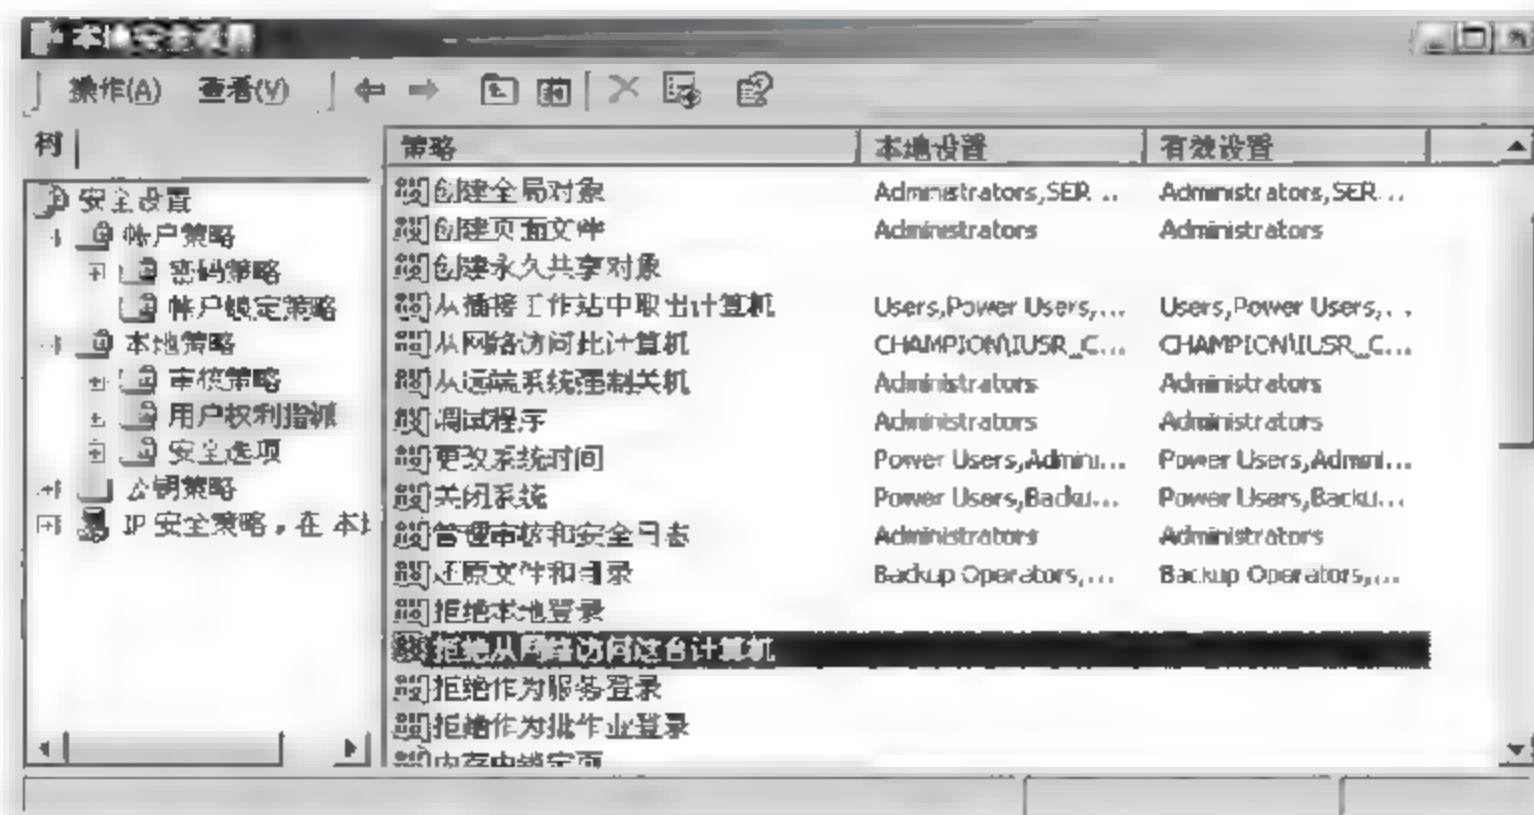 本地安全设置
操作(A) 查看(V)
树
安全设置
帐户策略
密码策略
帐户锁定策略
本地策略
审核策略
用户权利指派
安全选项
公钥策略
IP 安全策略，在 本地
策略 本地设置 有效设置
创建全局对象 Administrators,SER... Administrators,SER...
创建页面文件 Administrators Administrators
创建永久共享对象
从插接工作站中取出计算机 Users,Power Users,... Users,Power Users,...
从网络访问此计算机 CHAMPION\IUSR_C... CHAMPION\IUSR_C...
从远端系统强制关机 Administrators Administrators
调试程序 Administrators Administrators
更改系统时间 Power Users,Admini... Power Users,Admini...
关闭系统 Power Users,Backu... Power Users,Backu...
管理审核和安全日志 Administrators Administrators
还原文件和目录 Backup Operators,... Backup Operators,...
拒绝本地登录
拒绝从网络访问这台计算机
拒绝作为服务登录
拒绝作为批作业登录
内存中锁定页